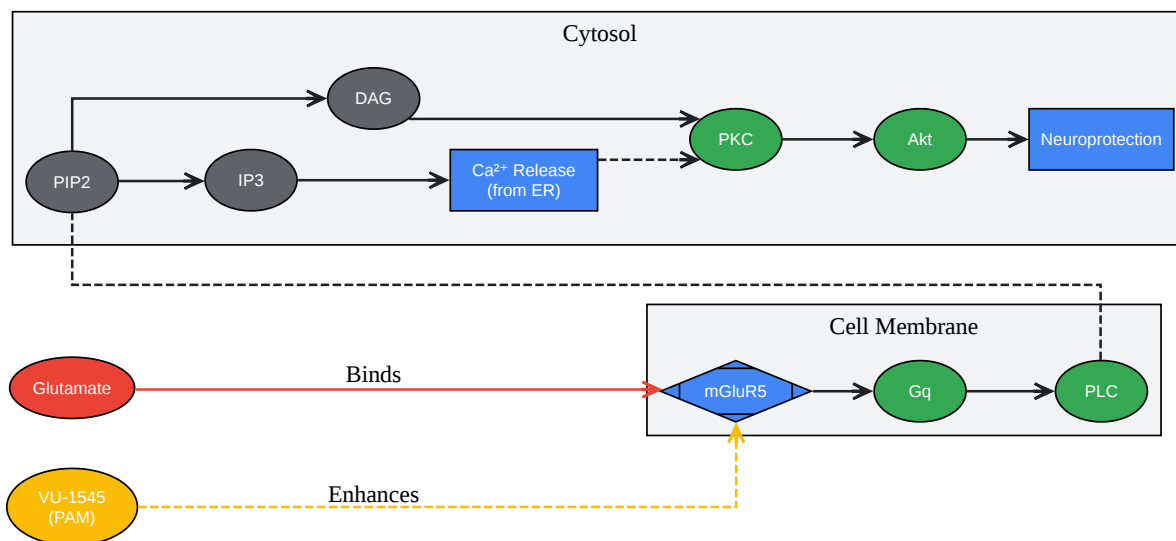 Cytosol
DAG
PKC
Akt
Neuroprotection
PIP2
IP3
Ca²⁺ Release
(from ER)
Cell Membrane
Glutamate
Binds
mGluR5
Gq
PLC
VU-1545
(PAM)
Enhances